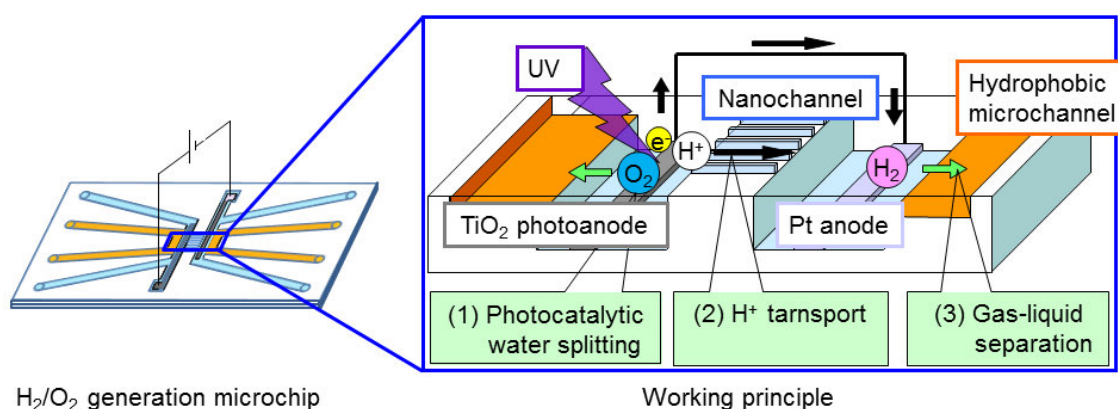 UV
Nanochannel
Hydrophobic
microchannel
e⁻
H⁺
O₂
H₂
TiO₂ photoanode
Pt anode
(1) Photocatalytic
water splitting
(2) H⁺ tarnsport
(3) Gas-liquid
separation
H₂/O₂ generation microchip
Working principle